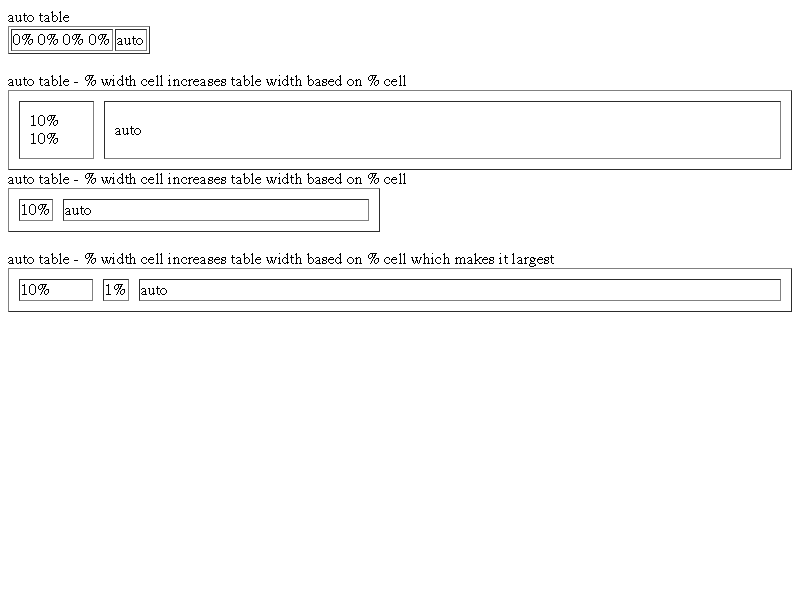 auto table
0% 0% 0% 0% auto
auto table - % width cell increases table width based on % cell
10%
10%
auto
auto table - % width cell increases table width based on % cell
10% auto
auto table - % width cell increases table width based on % cell which makes it largest
10% 1% auto